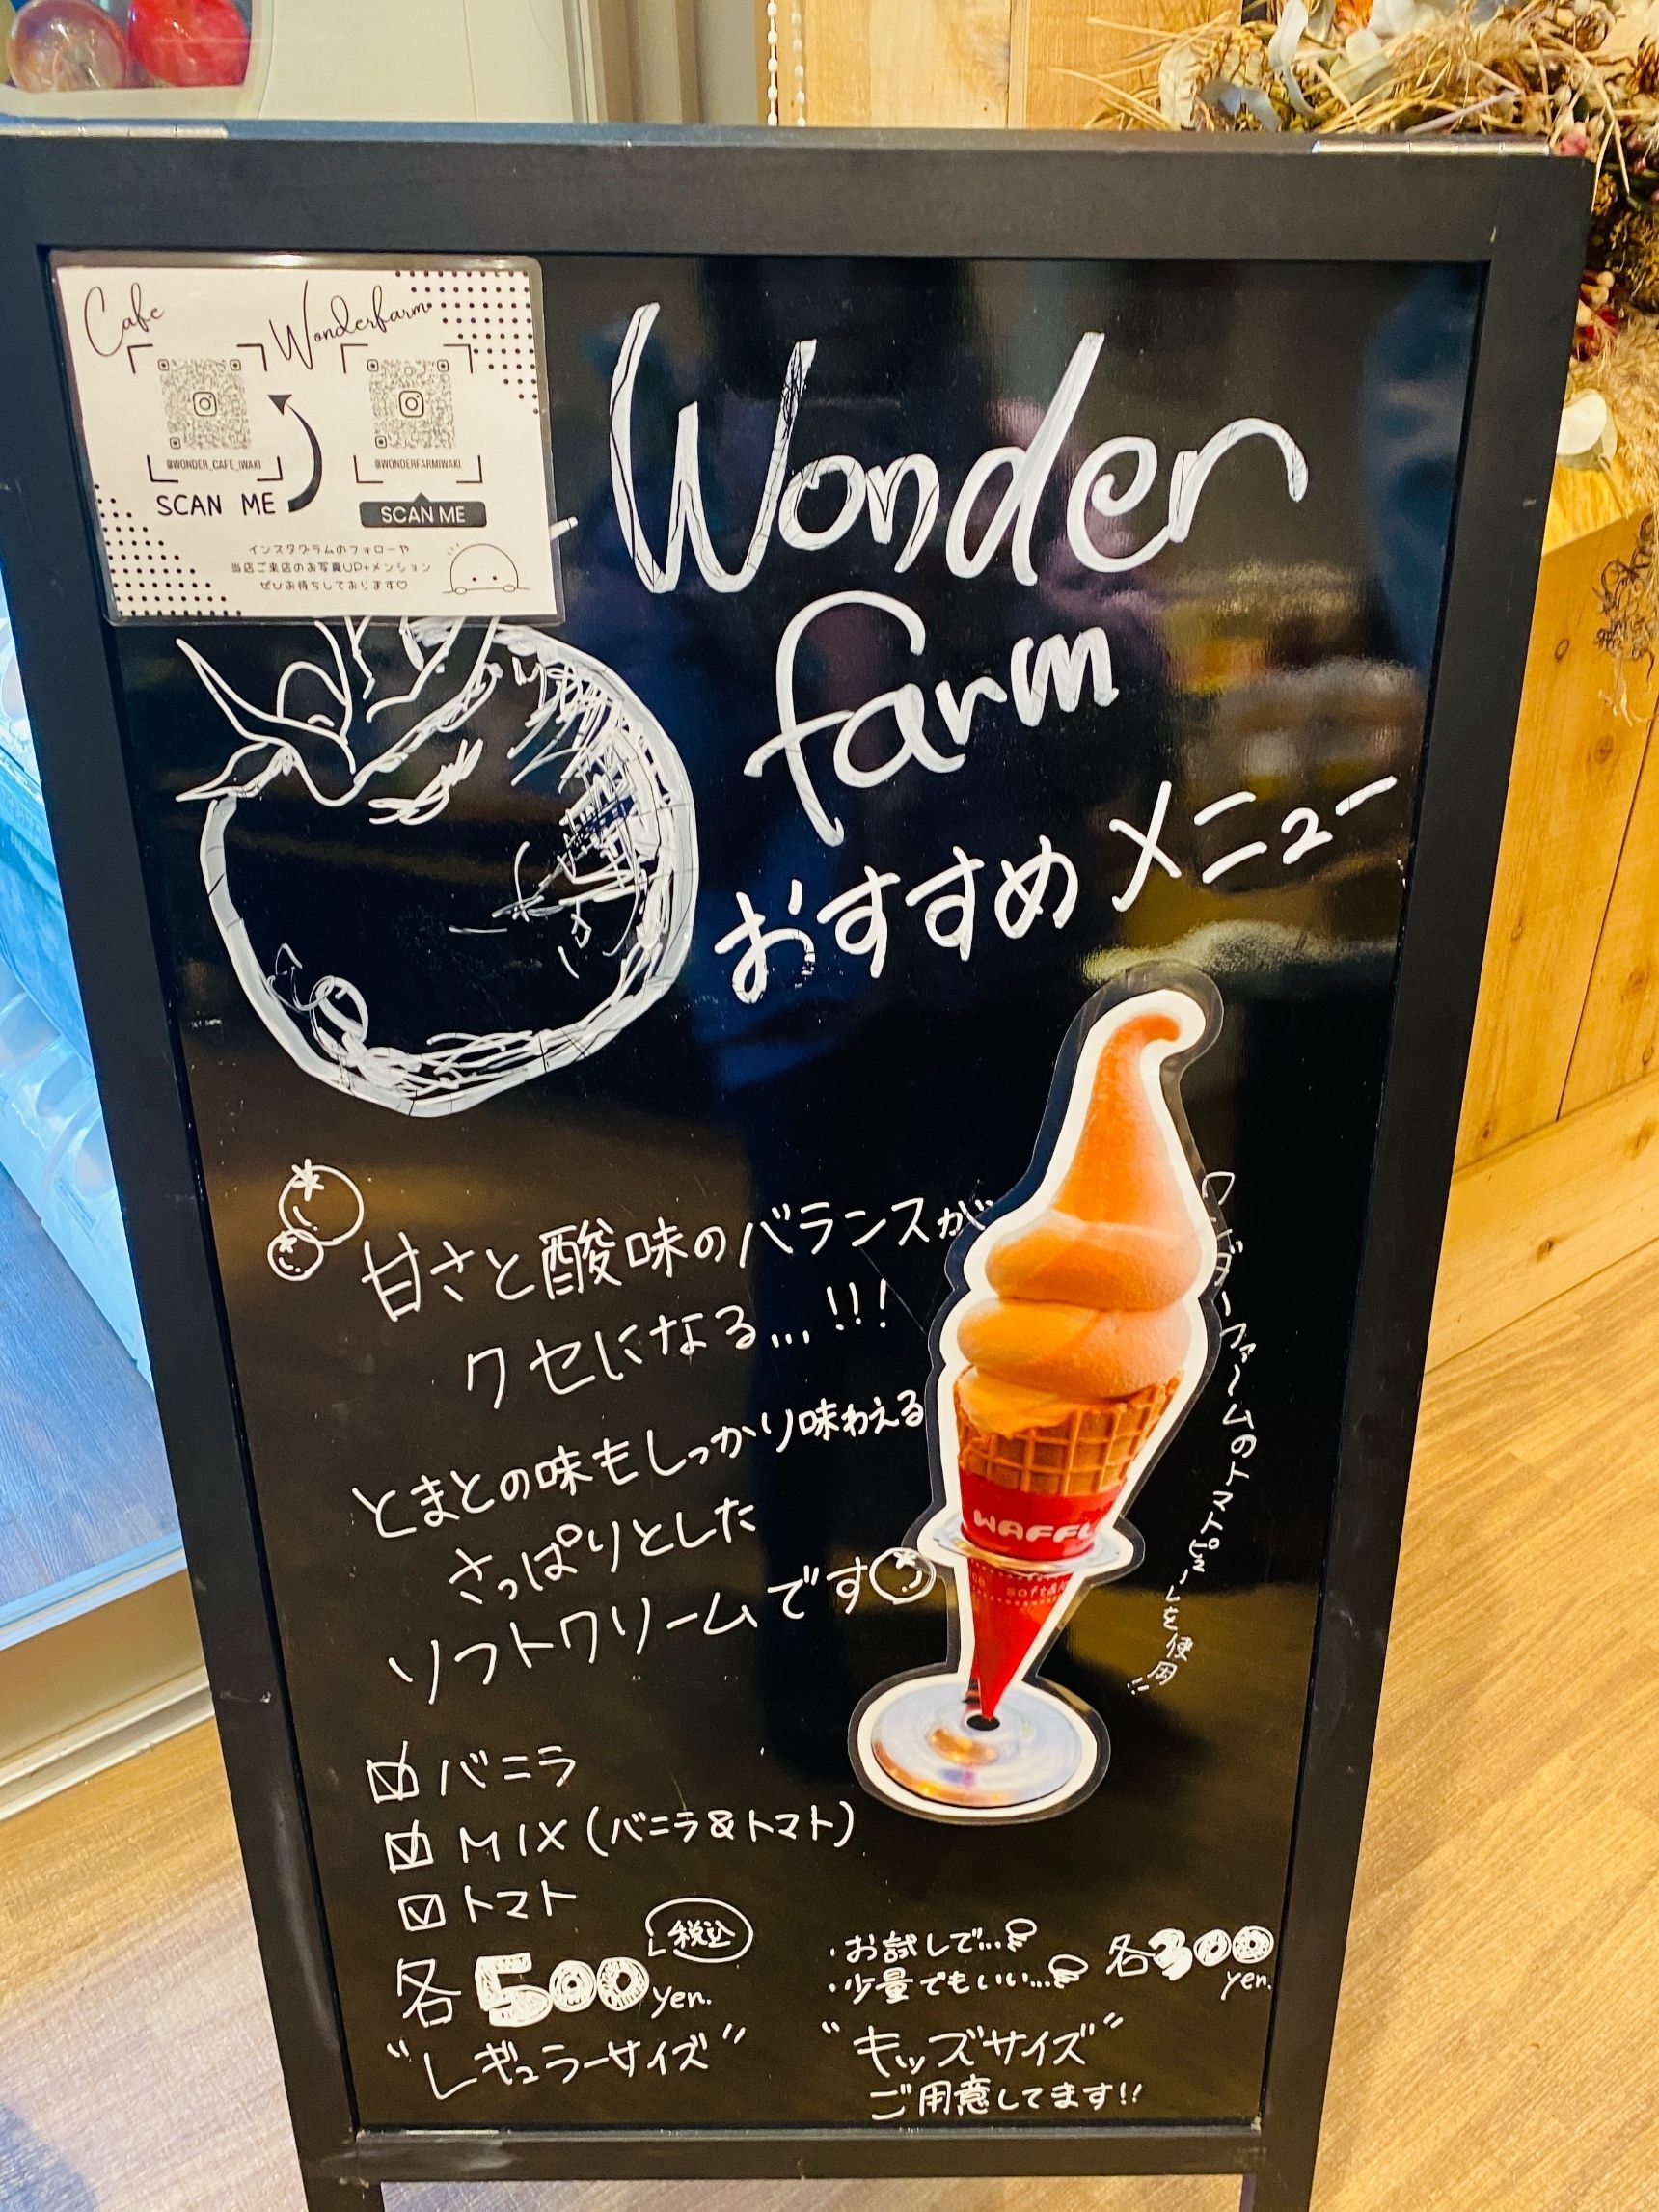 Cafe
Wonderfarm
@WONDER_CAFE_IWAKI
@WONDERFARMIWAKI
SCAN ME
SCAN ME
インスタグラムのフォローや
当店ご来店のお写真UP+メンション
ぜひお待ちしております♡
Wonder
farm
おすすめメニュー
甘さと酸味のバランスが
クセになる...!!!
とまとの味もしっかり味わえる
さっぱりとした
ソフトクリームです
ワンダーファームのトマトピューレを使用!!
WAFFL
☑ バニラ
☑ MIX (バニラ&トマト)
☑ トマト
各500yen.
税込
"レギュラーサイズ"
・お試しで...
・少量でもいい...
各300yen.
"キッズサイズ"
ご用意してます!!